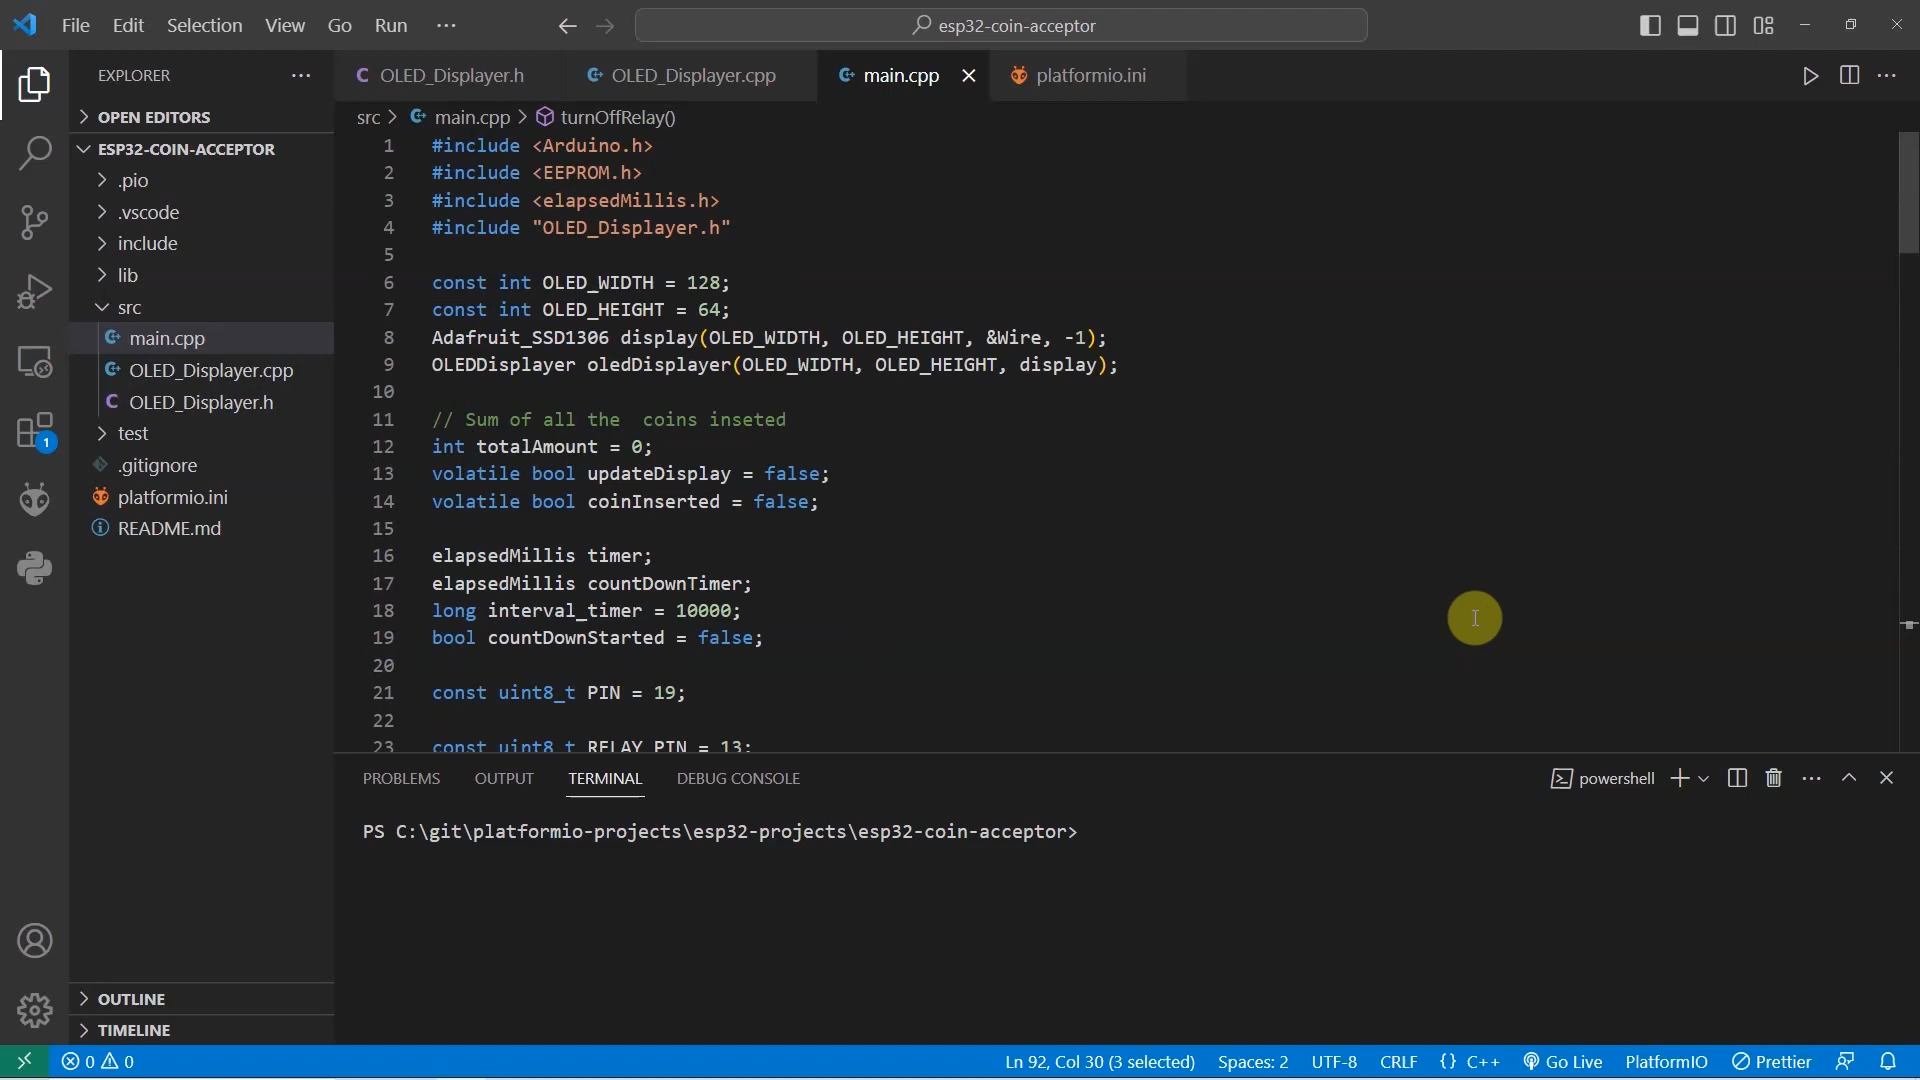 File Edit Selection View Go Run ···
esp32-coin-acceptor
EXPLORER ···
OPEN EDITORS
ESP32-COIN-ACCEPTOR
.pio
.vscode
include
lib
src
main.cpp
OLED_Displayer.cpp
OLED_Displayer.h
test
.gitignore
platformio.ini
README.md
OUTLINE
TIMELINE
1
OLED_Displayer.h OLED_Displayer.cpp main.cpp platformio.ini
src > main.cpp > turnOffRelay()
1 #include <Arduino.h>
2 #include <EEPROM.h>
3 #include <elapsedMillis.h>
4 #include "OLED_Displayer.h"
5
6 const int OLED_WIDTH = 128;
7 const int OLED_HEIGHT = 64;
8 Adafruit_SSD1306 display(OLED_WIDTH, OLED_HEIGHT, &Wire, -1);
9 OLEDDisplayer oledDisplayer(OLED_WIDTH, OLED_HEIGHT, display);
10
11 // Sum of all the  coins inseted
12 int totalAmount = 0;
13 volatile bool updateDisplay = false;
14 volatile bool coinInserted = false;
15
16 elapsedMillis timer;
17 elapsedMillis countDownTimer;
18 long interval_timer = 10000;
19 bool countDownStarted = false;
20
21 const uint8_t PIN = 19;
22
23 const uint8_t RELAY_PIN = 13;
PROBLEMS OUTPUT TERMINAL DEBUG CONSOLE
powershell
PS C:\git\platformio-projects\esp32-projects\esp32-coin-acceptor>
0 0
Ln 92, Col 30 (3 selected) Spaces: 2 UTF-8 CRLF {} C++ Go Live PlatformIO Prettier